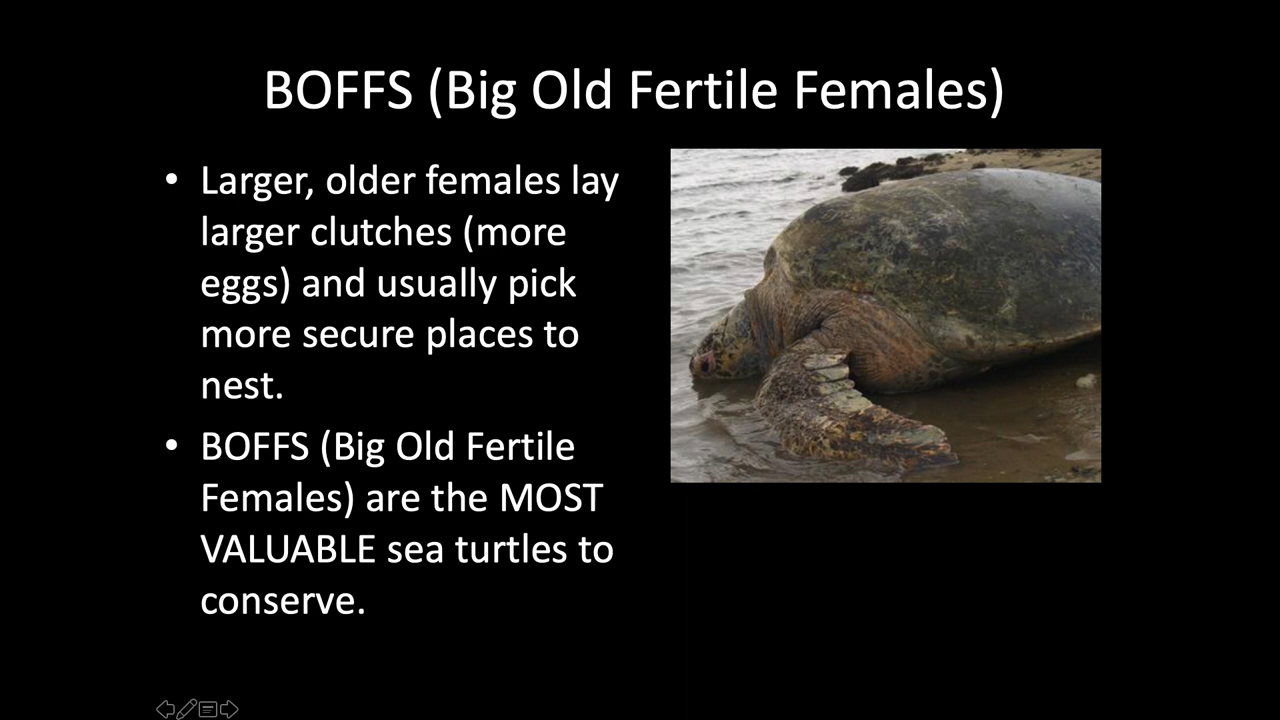 BOFFS (Big Old Fertile Females)
• Larger, older females lay
larger clutches (more
eggs) and usually pick
more secure places to
nest.
• BOFFS (Big Old Fertile
Females) are the MOST
VALUABLE sea turtles to
conserve.